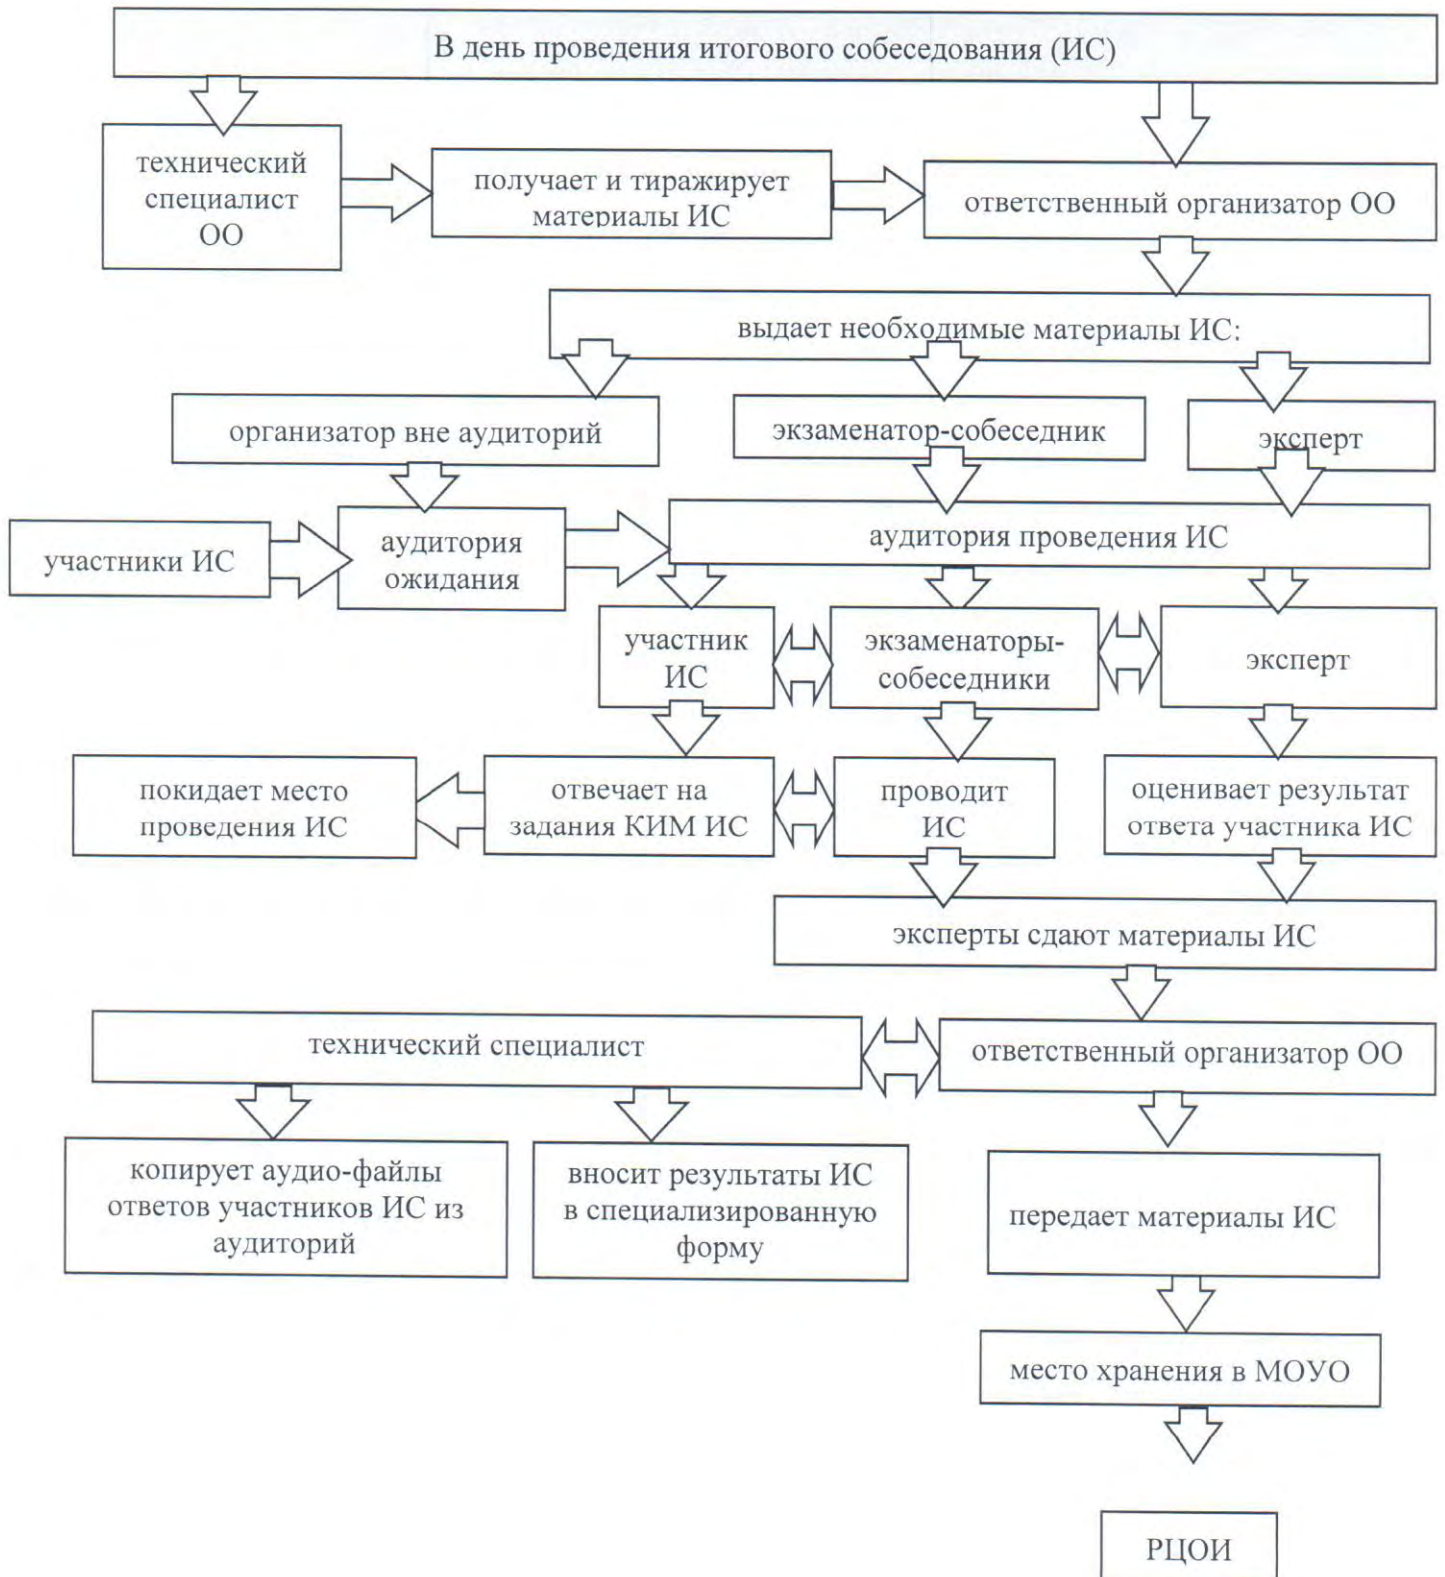 В день проведения итогового собеседования (ИС)
технический
специалист
ОО
получает и тиражирует
материалы ИС
ответственный организатор ОО
выдает необходимые материалы ИС:
организатор вне аудиторий
экзаменатор-собеседник
эксперт
участники ИС
аудитория
ожидания
аудитория проведения ИС
участник
ИС
экзаменаторы-
собеседники
эксперт
покидает место
проведения ИС
отвечает на
задания КИМ ИС
проводит
ИС
оценивает результат
ответа участника ИС
эксперты сдают материалы ИС
технический специалист
ответственный организатор ОО
копирует аудио-файлы
ответов участников ИС из
аудиторий
вносит результаты ИС
в специализированную
форму
передает материалы ИС
место хранения в МОУО
РЦОИ